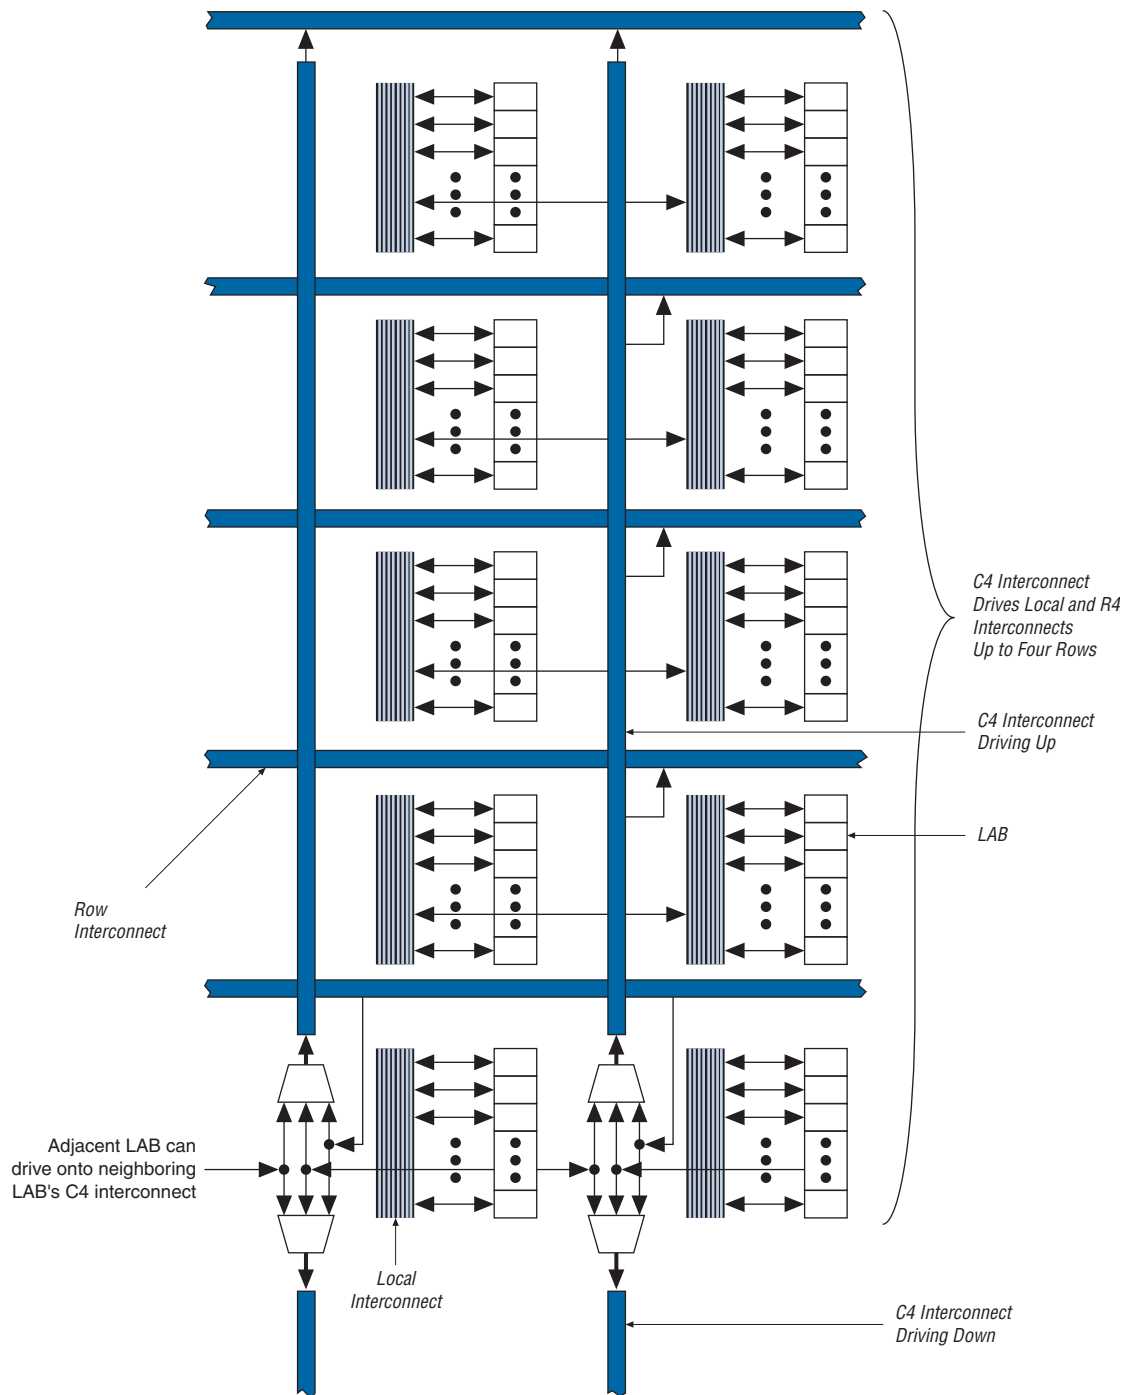 C4 Interconnect
Drives Local and R4
Interconnects
Up to Four Rows
C4 Interconnect
Driving Up
LAB
Row
Interconnect
Adjacent LAB can
drive onto neighboring
LAB's C4 interconnect
Local
Interconnect
C4 Interconnect
Driving Down